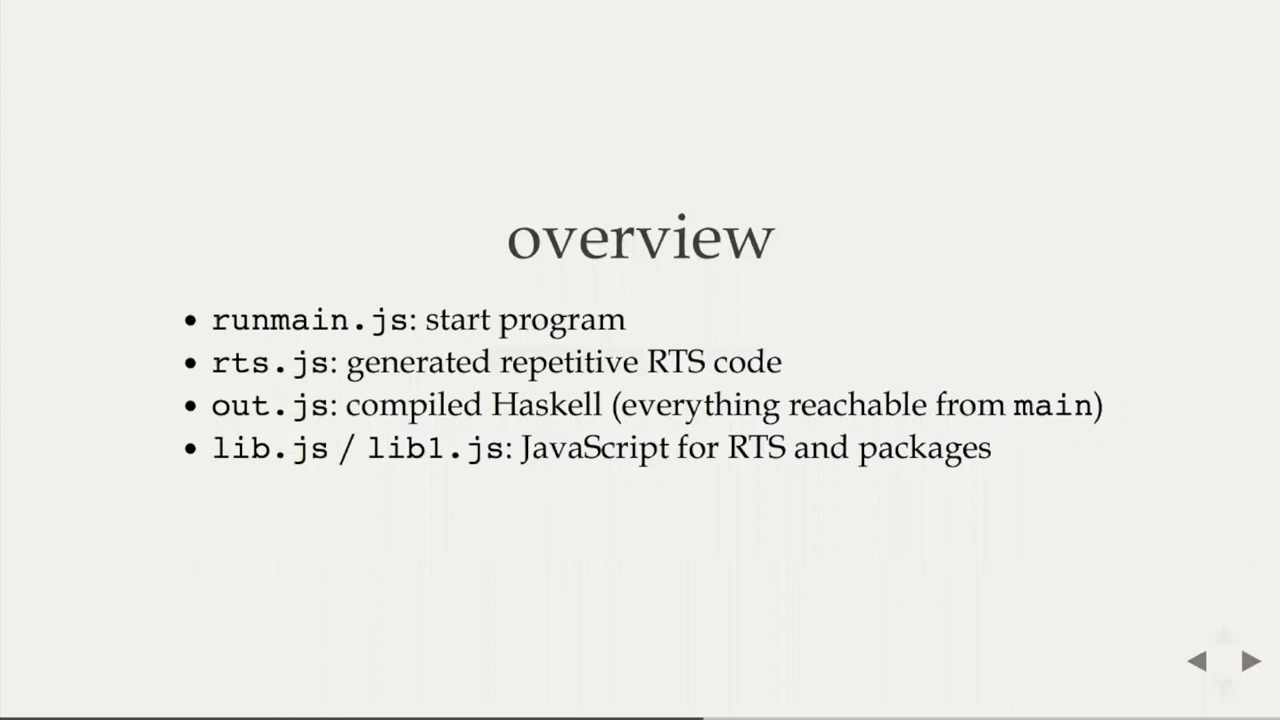 overview
• runmain.js: start program
• rts.js: generated repetitive RTS code
• out.js: compiled Haskell (everything reachable from main)
• lib.js / lib1.js: JavaScript for RTS and packages